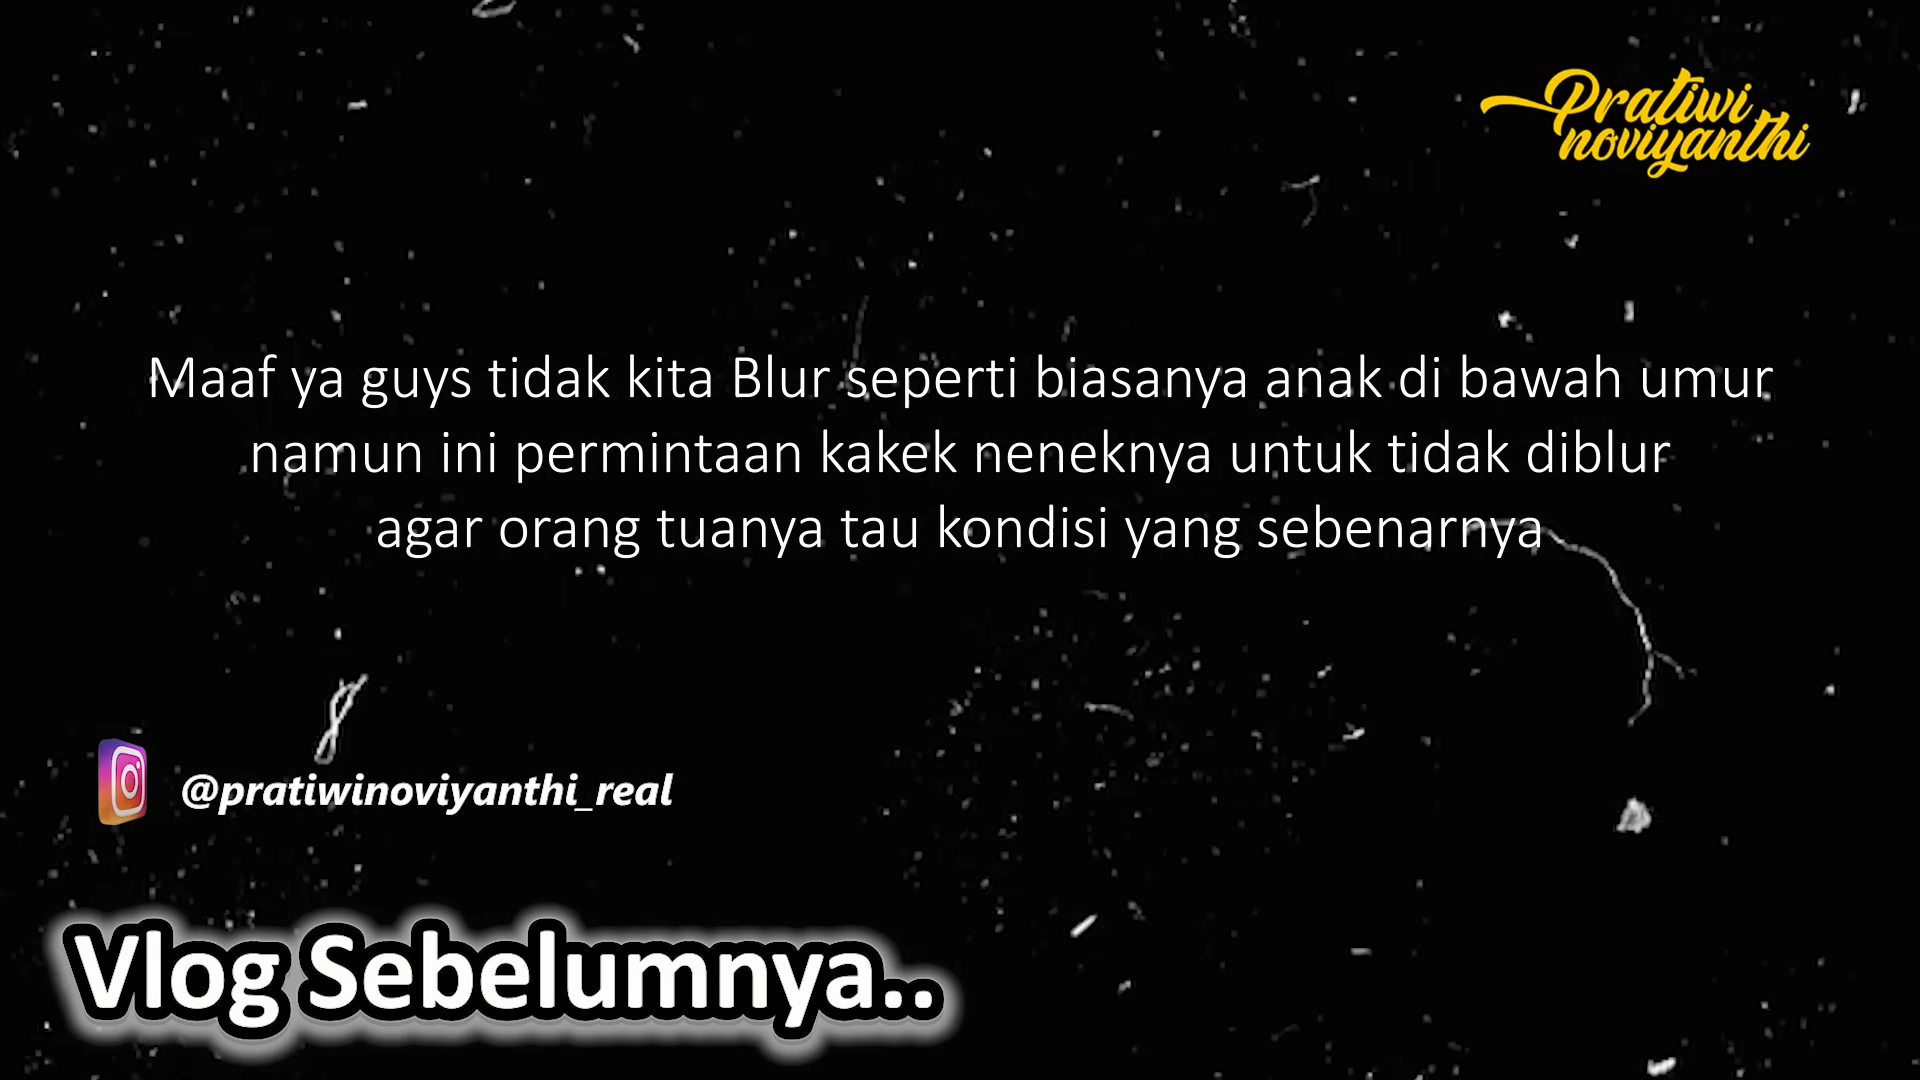 Pratiwi
noviyanthi
Maaf ya guys tidak kita Blur seperti biasanya anak di bawah umur
namun ini permintaan kakek neneknya untuk tidak diblur
agar orang tuanya tau kondisi yang sebenarnya
@pratiwinoviyanthi_real
Vlog Sebelumnya..